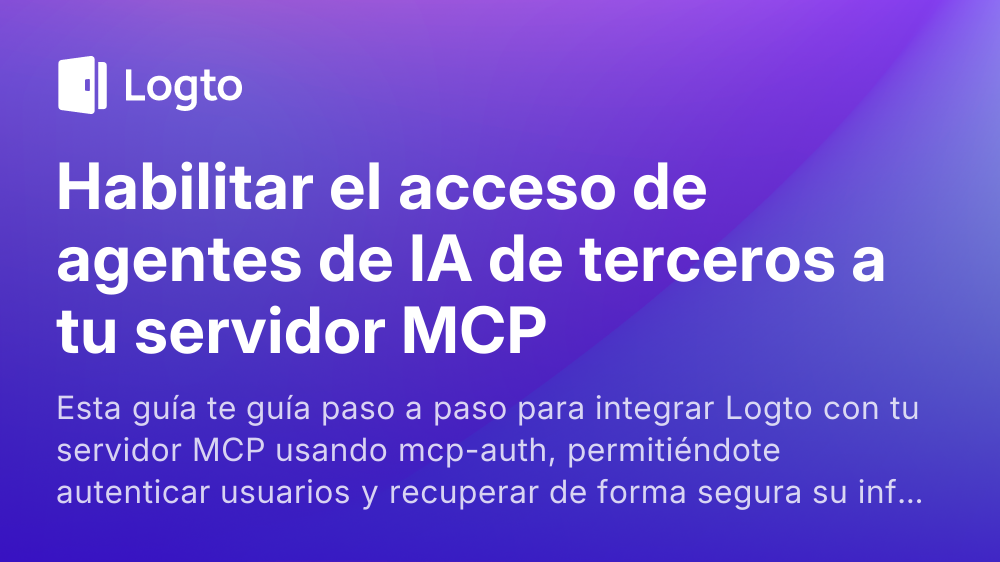 Logto
Habilitar el acceso de
agentes de IA de terceros a
tu servidor MCP
Esta guía te guía paso a paso para integrar Logto con tu
servidor MCP usando mcp-auth, permitiéndote
autenticar usuarios y recuperar de forma segura su inf...